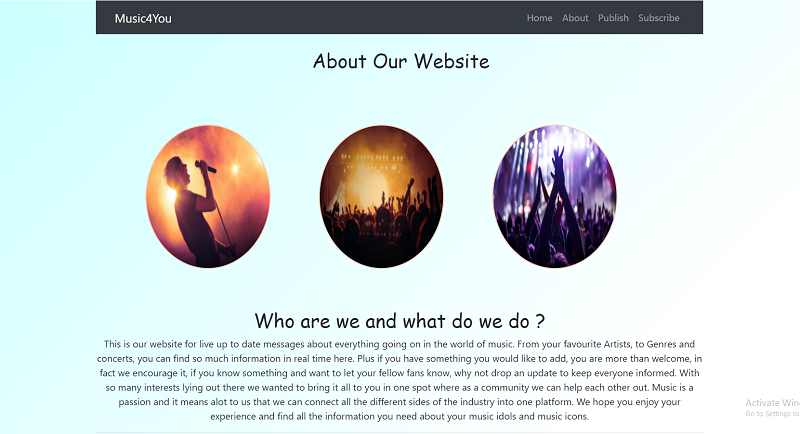 Music4You
Home About Publish Subscribe
About Our Website
Who are we and what do we do ?
This is our website for live up to date messages about everything going on in the world of music. From your favourite Artists, to Genres and
concerts, you can find so much information in real time here. Plus if you have something you would like to add, you are more than welcome, in
fact we encourage it, if you know something and want to let your fellow fans know, why not drop an update to keep everyone informed. With
so many interests lying out there we wanted to bring it all to you in one spot where as a community we can help each other out. Music is a
passion and it means alot to us that we can connect all the different sides of the industry into one platform. We hope you enjoy your
experience and find all the information you need about your music idols and music icons.
Activate Win
Go to Settings to